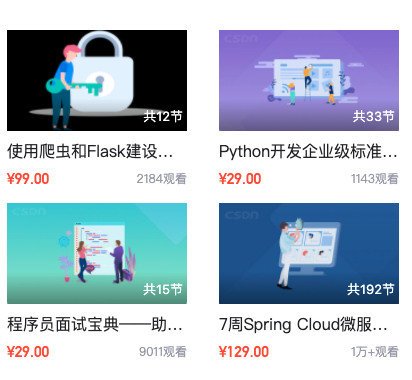 CSDN
共12节
共33节
使用爬虫和Flask建设...
Python开发企业级标准...
¥99.00 2184观看
¥29.00 1143观看
CSDN
CSDN
共15节
共192节
程序员面试宝典——助...
7周Spring Cloud微服...
¥29.00 9011观看
¥129.00 1万+观看